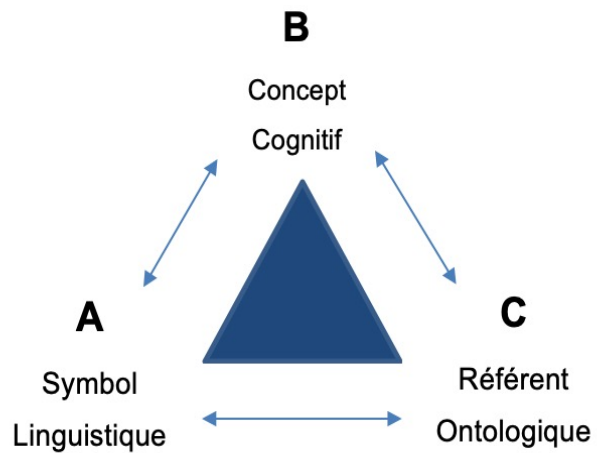 B
Concept
Cognitif
A
Symbol
Linguistique
C
Référent
Ontologique